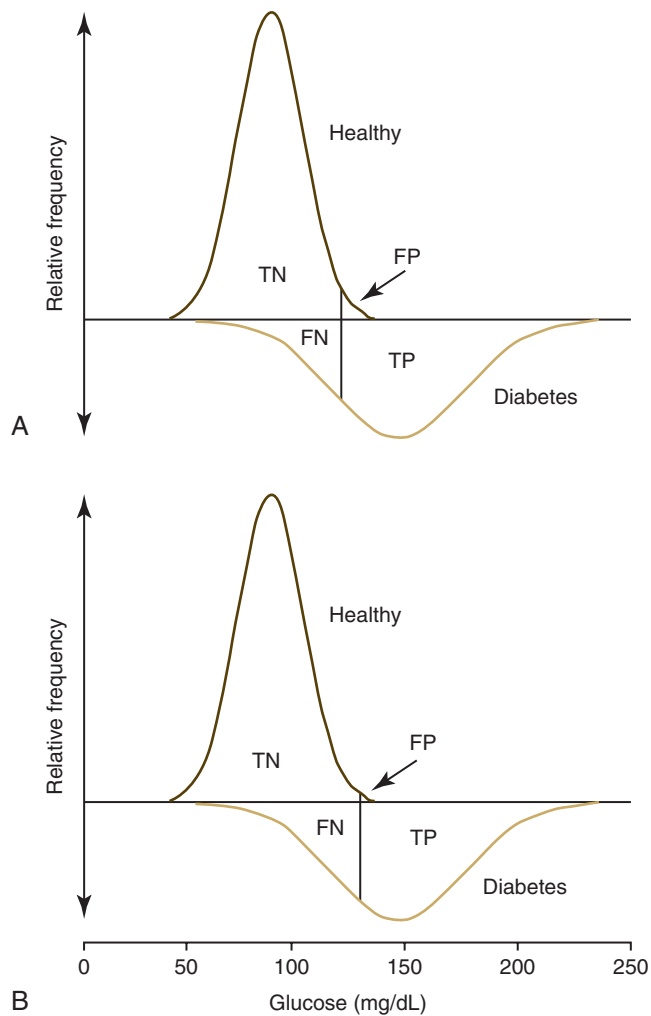 Relative frequency
Healthy
FP
TN
FN
TP
Diabetes
A
Relative frequency
Healthy
FP
TN
FN
TP
Diabetes
0 50 100 150 200 250
B
Glucose (mg/dL)